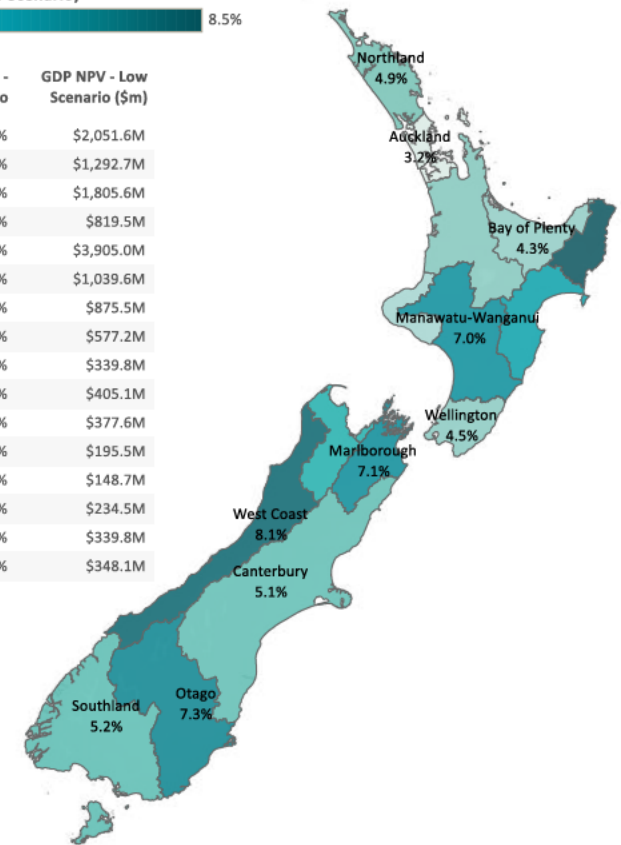 8.5%
- GDP NPV - Low
o Scenario ($m)
% $2,051.6M
% $1,292.7M
% $1,805.6M
% $819.5M
% $3,905.0M
% $1,039.6M
% $875.5M
% $577.2M
% $339.8M
% $405.1M
% $377.6M
% $195.5M
% $148.7M
% $234.5M
% $339.8M
% $348.1M
Northland
4.9%
Auckland
3.2%
Bay of Plenty
4.3%
Manawatu-Wanganui
7.0%
Wellington
4.5%
Marlborough
7.1%
West Coast
8.1%
Canterbury
5.1%
Otago
7.3%
Southland
5.2%